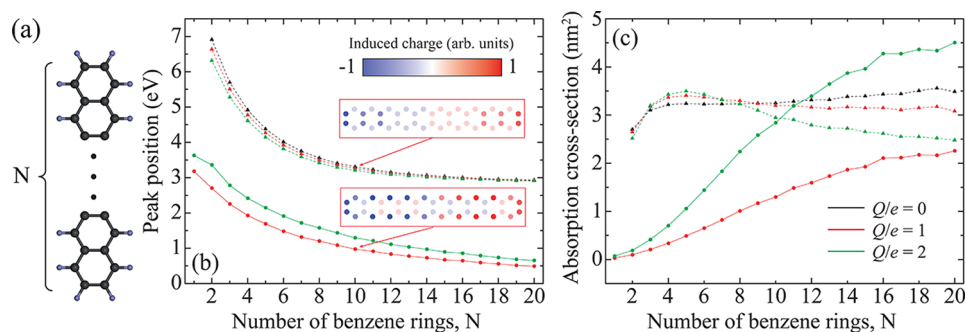 (a)
N
Peak position (eV)
7
6
5
4
3
2
1
0
Induced charge (arb. units)
-1
1
(b)
2 4 6 8 10 12 14 16 18 20
Number of benzene rings, N
Absorption cross-section (nm²)
5
4
3
2
1
0
(c)
Q/e = 0
Q/e = 1
Q/e = 2
2 4 6 8 10 12 14 16 18 20
Number of benzene rings, N